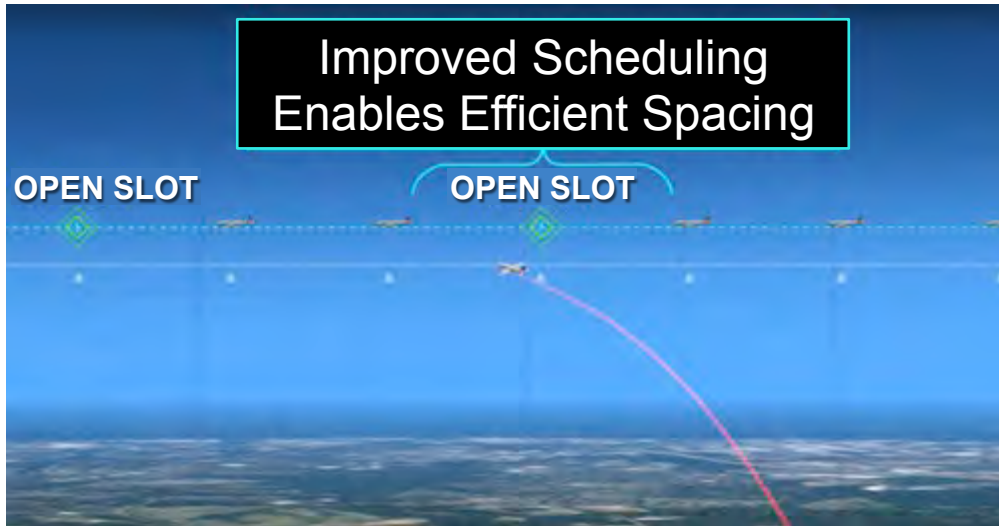 Improved Scheduling
Enables Efficient Spacing
OPEN SLOT
OPEN SLOT